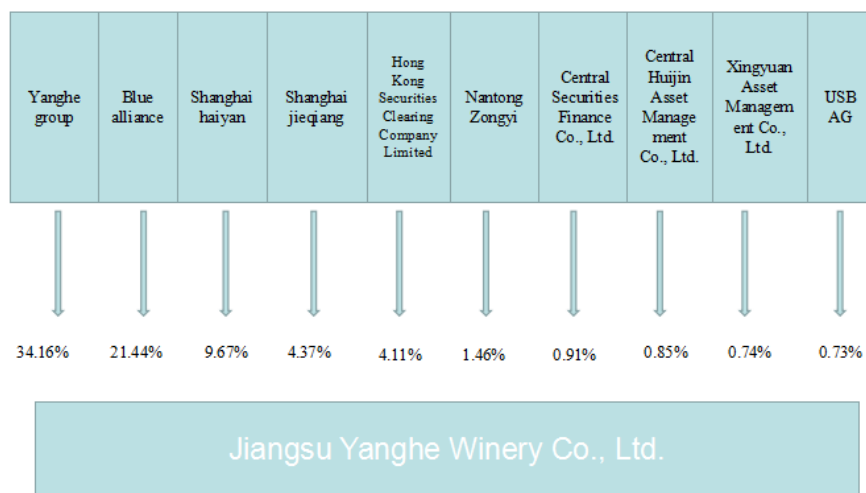 Yanghe
group
Blue
alliance
Shanghai
haiyan
Shanghai
jieqiang
Hong
Kong
Securities
Clearing
Company
Limited
Nantong
Zongyi
Central
Securities
Finance
Co., Ltd.
Central
Huijin
Asset
Manage
ment
Co., Ltd.
Xingyuan
Asset
Managem
ent Co.,
Ltd.
USB
AG
34.16% 21.44% 9.67% 4.37% 4.11% 1.46% 0.91% 0.85% 0.74% 0.73%
Jiangsu Yanghe Winery Co., Ltd.